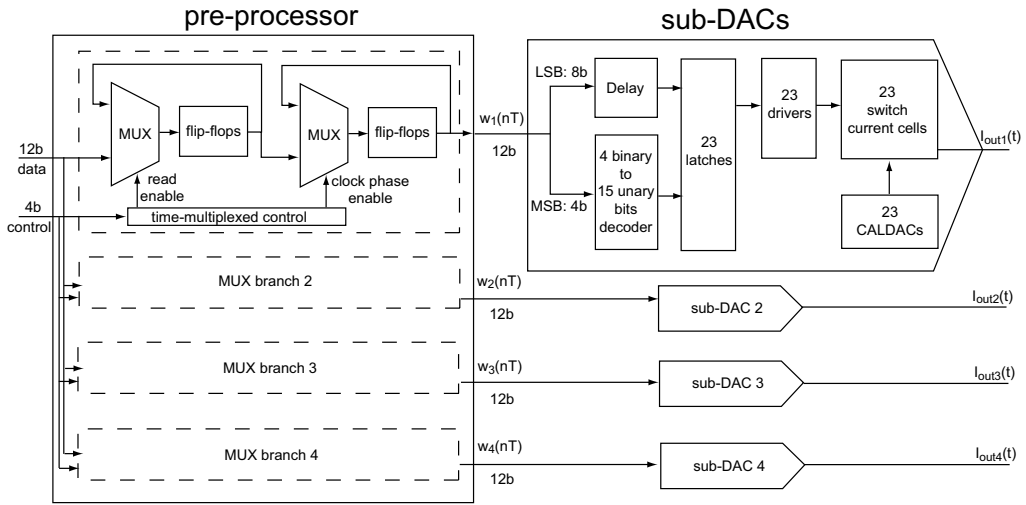 pre-processor
sub-DACs
MUX
flip-flops
MUX
flip-flops
12b
data
read
enable
clock phase
enable
4b
control
time-multiplexed control
w1(nT)
12b
LSB: 8b
MSB: 4b
Delay
4 binary
to
15 unary
bits
decoder
23
latches
23
drivers
23
switch
current cells
23
CALDACs
Iout1(t)
MUX branch 2
w2(nT)
12b
sub-DAC 2
Iout2(t)
MUX branch 3
w3(nT)
12b
sub-DAC 3
Iout3(t)
MUX branch 4
w4(nT)
12b
sub-DAC 4
Iout4(t)